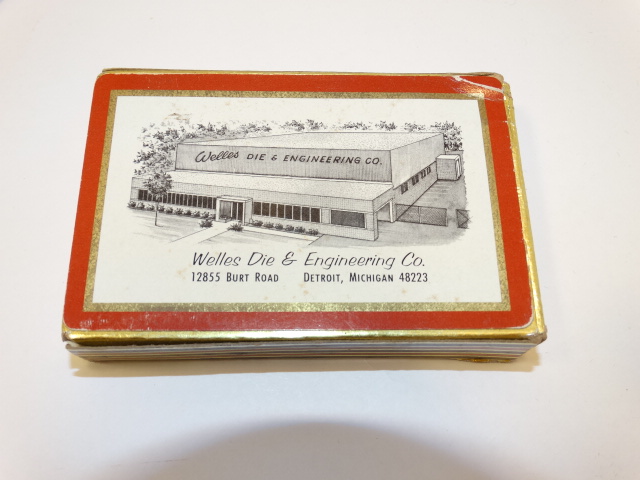 Welles DIE & ENGINEERING CO.
Welles Die & Engineering Co.
12855 BURT ROAD DETROIT, MICHIGAN 48223